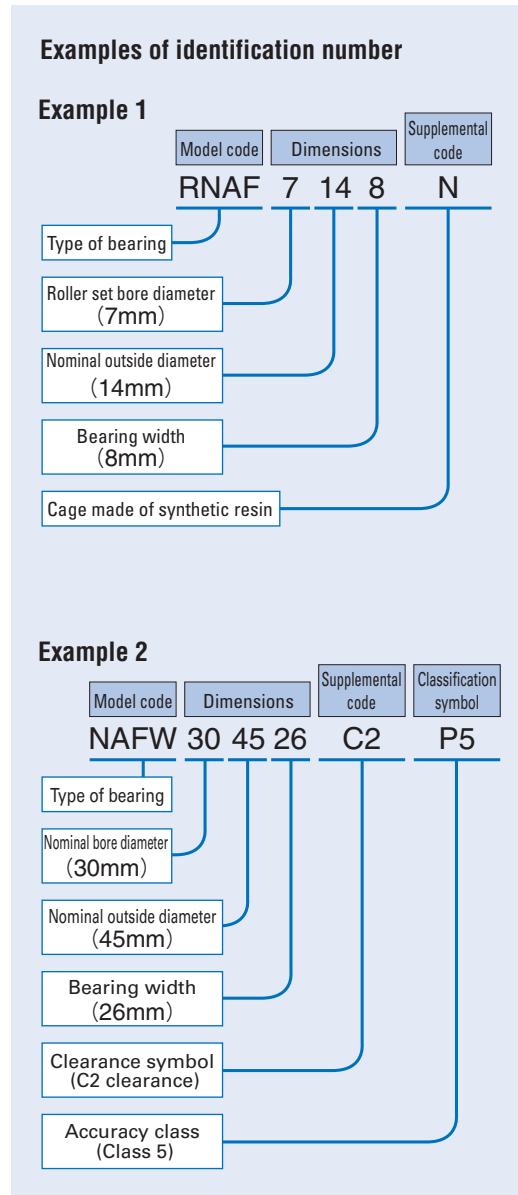 Examples of identification number
Example 1
Model code Dimensions Supplemental code
RNAF 7 14 8 N
Type of bearing
Roller set bore diameter
（7mm）
Nominal outside diameter
（14mm）
Bearing width
（8mm）
Cage made of synthetic resin
Example 2
Model code Dimensions Supplemental code Classification symbol
NAFW 30 45 26 C2 P5
Type of bearing
Nominal bore diameter
（30mm）
Nominal outside diameter
（45mm）
Bearing width
（26mm）
Clearance symbol
(C2 clearance)
Accuracy class
(Class 5)